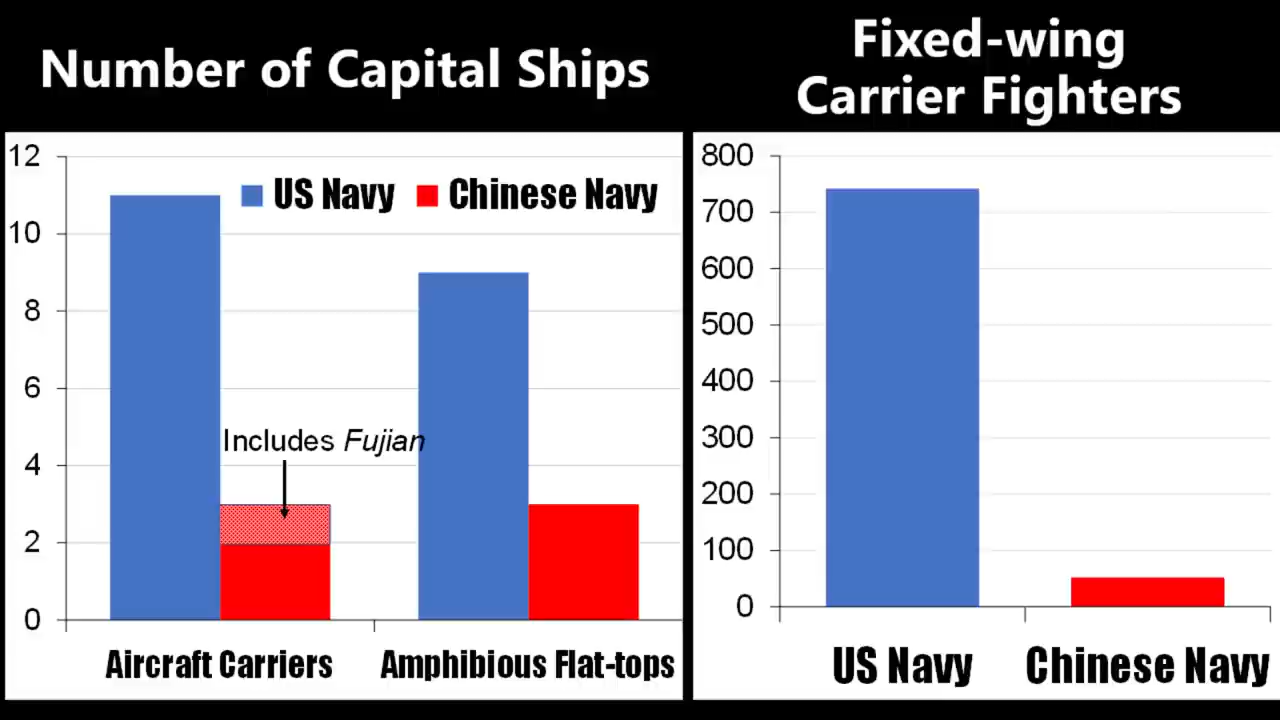 Number of Capital Ships
12
10
8
6
4
2
0
US Navy
Chinese Navy
Includes Fujian
Aircraft Carriers
Amphibious Flat-tops
Fixed-wing
Carrier Fighters
800
700
600
500
400
300
200
100
0
US Navy
Chinese Navy